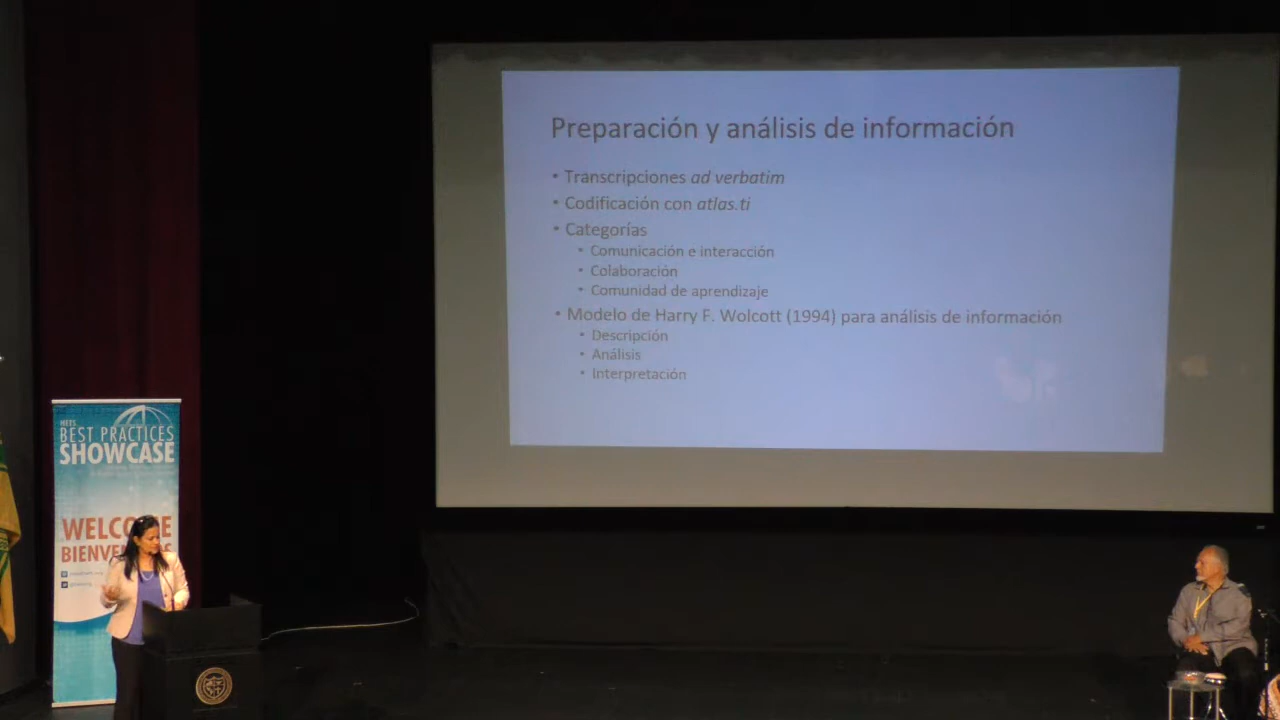 Preparación y análisis de información
• Transcripciones ad verbatim
• Codificación con atlas.ti
• Categorías
• Comunicación e interacción
• Colaboración
• Comunidad de aprendizaje
• Modelo de Harry F. Wolcott (1994) para análisis de información
• Descripción
• Análisis
• Interpretación
HETS
BEST PRACTICES
SHOWCASE
WELCOME